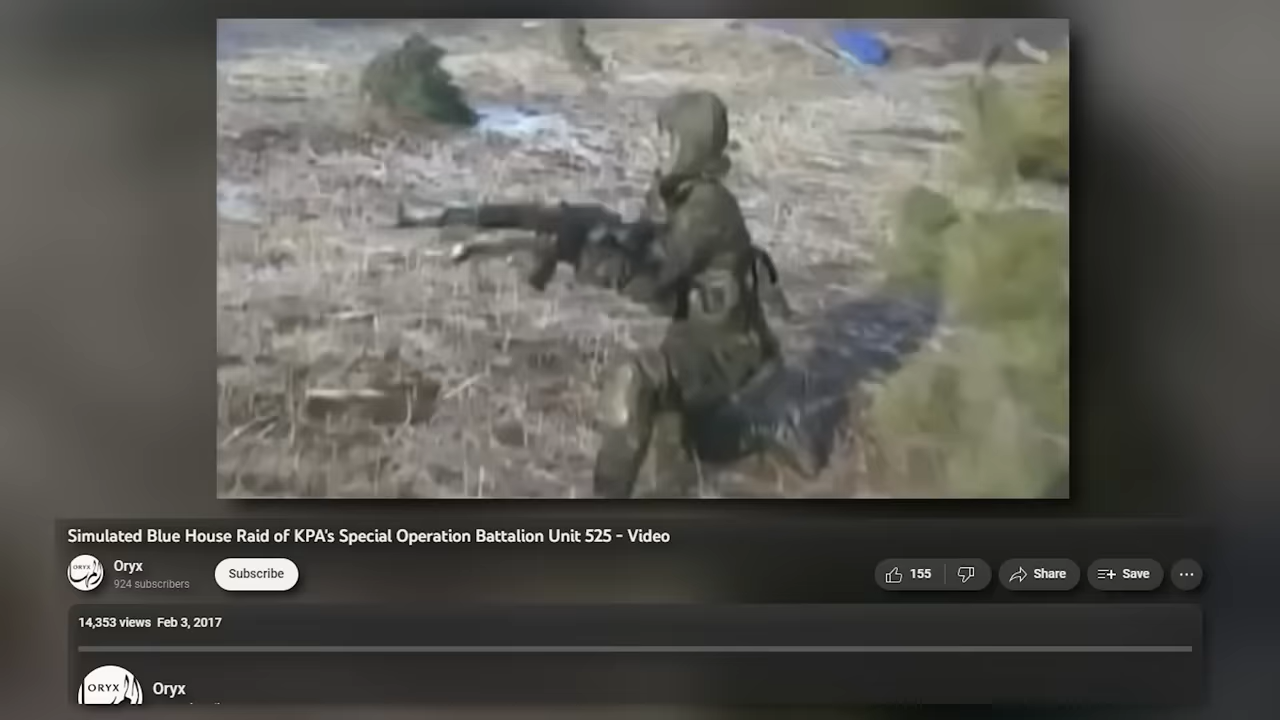 Simulated Blue House Raid of KPA's Special Operation Battalion Unit 525 - Video
ORYX
Oryx
924 subscribers
Subscribe
155
Share
Save
14,353 views Feb 3, 2017
ORYX
Oryx